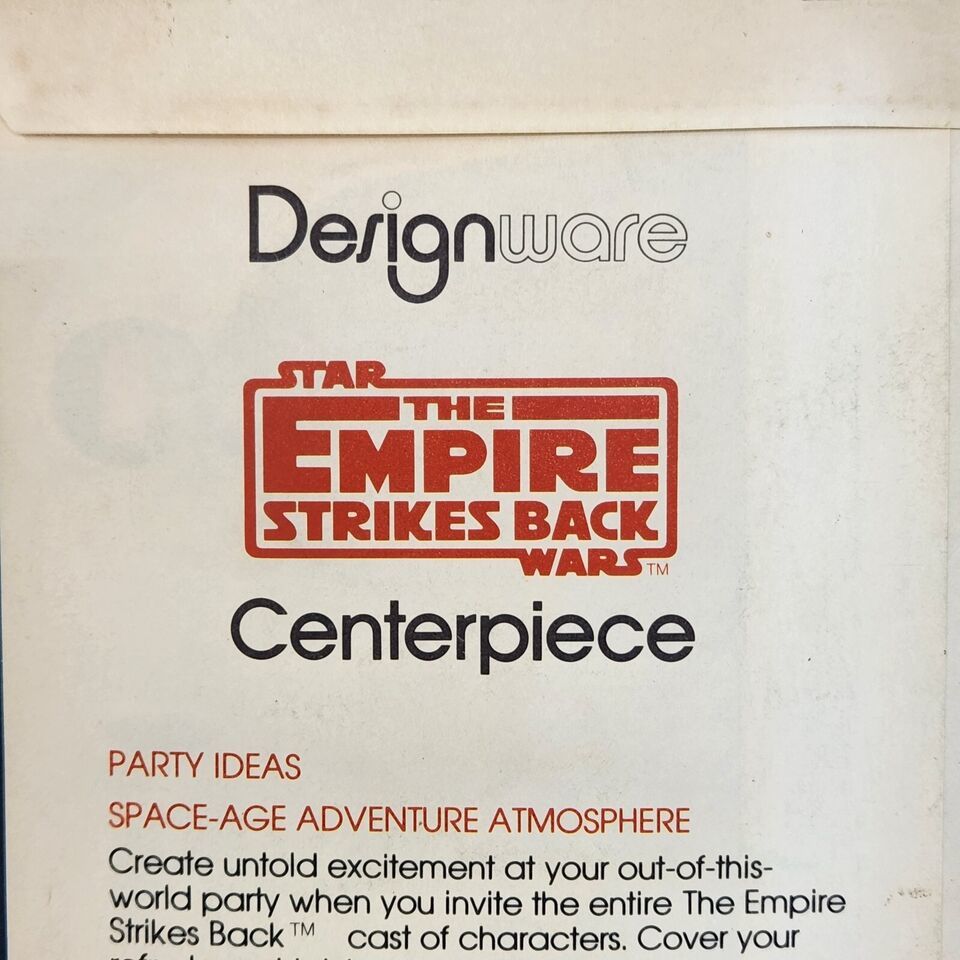 Designware
STAR
THE
EMPIRE
STRIKES BACK
WARS™
Centerpiece
PARTY IDEAS
SPACE-AGE ADVENTURE ATMOSPHERE
Create untold excitement at your out-of-this-
world party when you invite the entire The Empire
Strikes Back™ cast of characters. Cover your